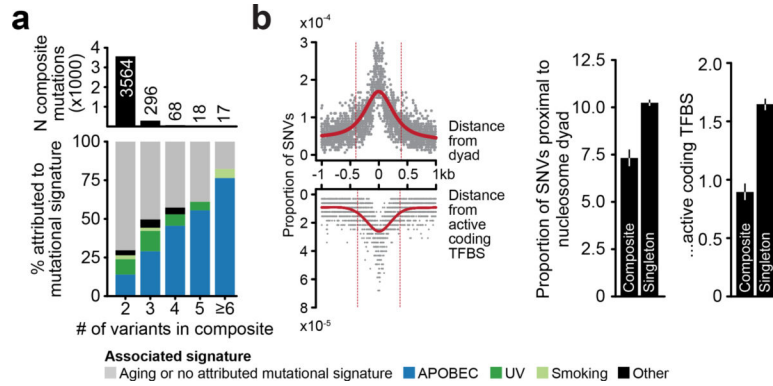 a
N composite
mutations
(x1000)
4
3
2
1
0
3564
296
68
18
17
% attributed to
mutational signature
100
75
50
25
0
2
3
4
5
≥6
# of variants in composite
b
x10⁻⁴
3
2
1
0
-1
0
1kb
Distance
from
dyad
Proportion of SNVs
-1
0
1kb
0
2
4
6
8
x10⁻⁵
Distance
from
active
coding
TFBS
Proportion of SNVs proximal to
nucleosome dyad
12.5
10.0
7.5
5.0
2.5
0.0
Composite
Singleton
...active coding TFBS
2.0
1.5
1.0
0.5
0.0
Composite
Singleton
Associated signature
Aging or no attributed mutational signature
APOBEC
UV
Smoking
Other